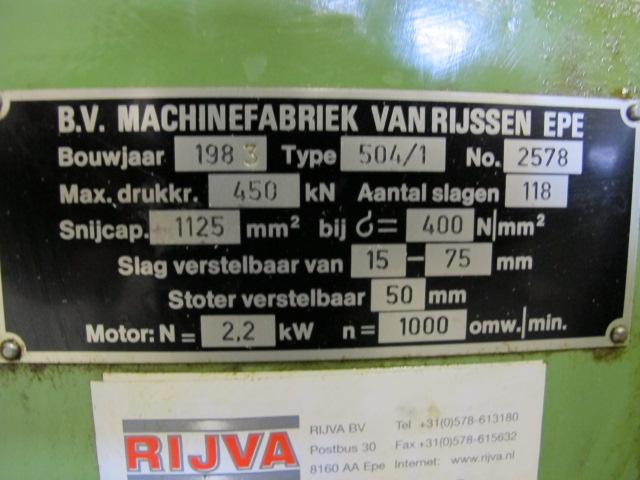 B.V. MACHINEFABRIEK VAN RIJSSEN EPE
Bouwjaar 1983 Type 504/1 No. 2578
Max. drukkr. 450 kN Aantal slagen 118
Snijcap. 1125 mm² bij σ= 400 N|mm²
Slag verstelbaar van 15 – 75 mm
Stoter verstelbaar 50 mm
Motor: N = 2,2 kW n = 1000 omw.|min.
RIJVA
RIJVA BV Tel +31(0)578-613180
Postbus 30 Fax +31(0)578-615632
8160 AA Epe Internet: www.rijva.nl